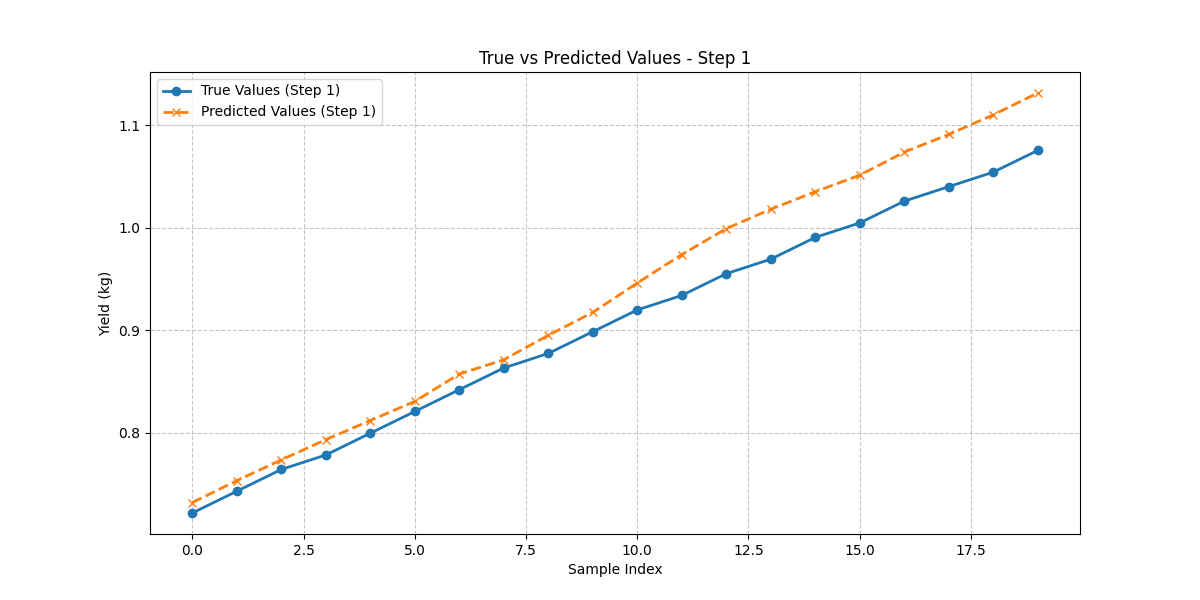 True vs Predicted Values - Step 1
True Values (Step 1)
Predicted Values (Step 1)
Yield (kg)
1.1
1.0
0.9
0.8
0.0 2.5 5.0 7.5 10.0 12.5 15.0 17.5
Sample Index